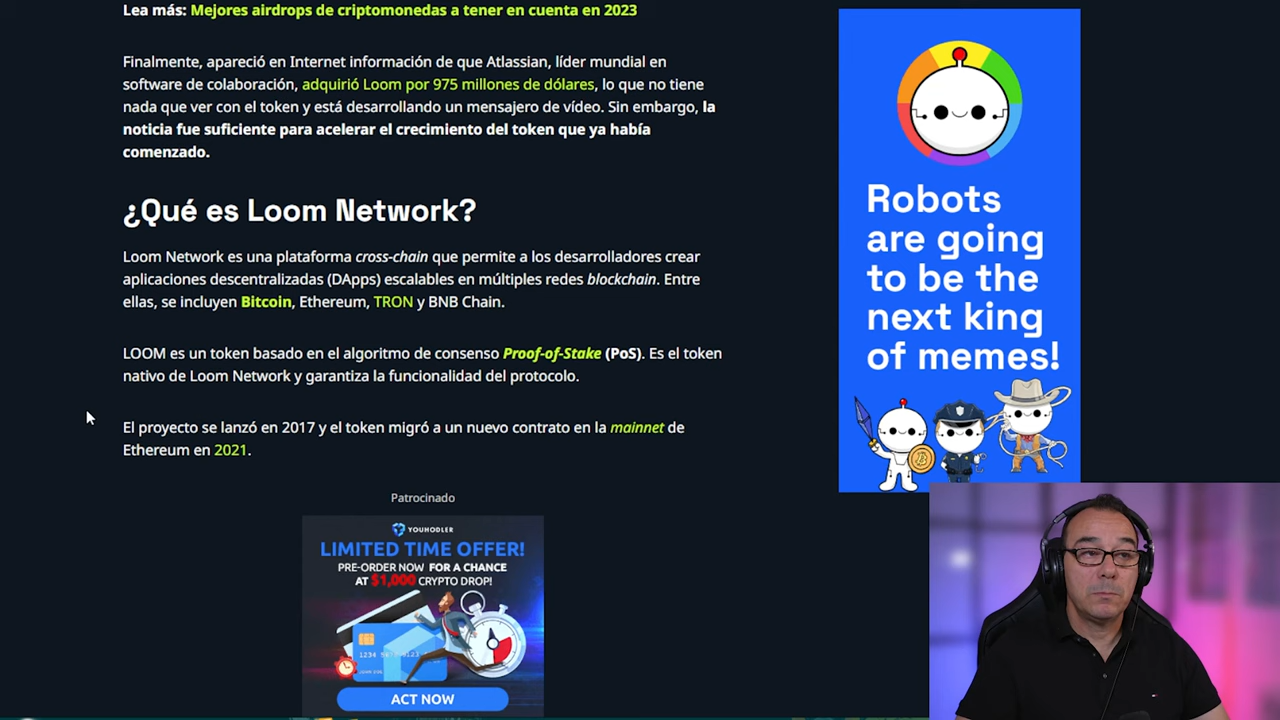 Lea más: Mejores airdrops de criptomonedas a tener en cuenta en 2023
Finalmente, apareció en Internet información de que Atlassian, líder mundial en
software de colaboración, adquirió Loom por 975 millones de dólares, lo que no tiene
nada que ver con el token y está desarrollando un mensajero de vídeo. Sin embargo, la
noticia fue suficiente para acelerar el crecimiento del token que ya había
comenzado.
¿Qué es Loom Network?
Loom Network es una plataforma cross-chain que permite a los desarrolladores crear
aplicaciones descentralizadas (DApps) escalables en múltiples redes blockchain. Entre
ellas, se incluyen Bitcoin, Ethereum, TRON y BNB Chain.
LOOM es un token basado en el algoritmo de consenso Proof-of-Stake (PoS). Es el token
nativo de Loom Network y garantiza la funcionalidad del protocolo.
El proyecto se lanzó en 2017 y el token migró a un nuevo contrato en la mainnet de
Ethereum en 2021.
Patrocinado
YOUHODLER
LIMITED TIME OFFER!
PRE-ORDER NOW FOR A CHANCE
AT $1,000 CRYPTO DROP!
ACT NOW
Robots
are going
to be the
next king
of memes!